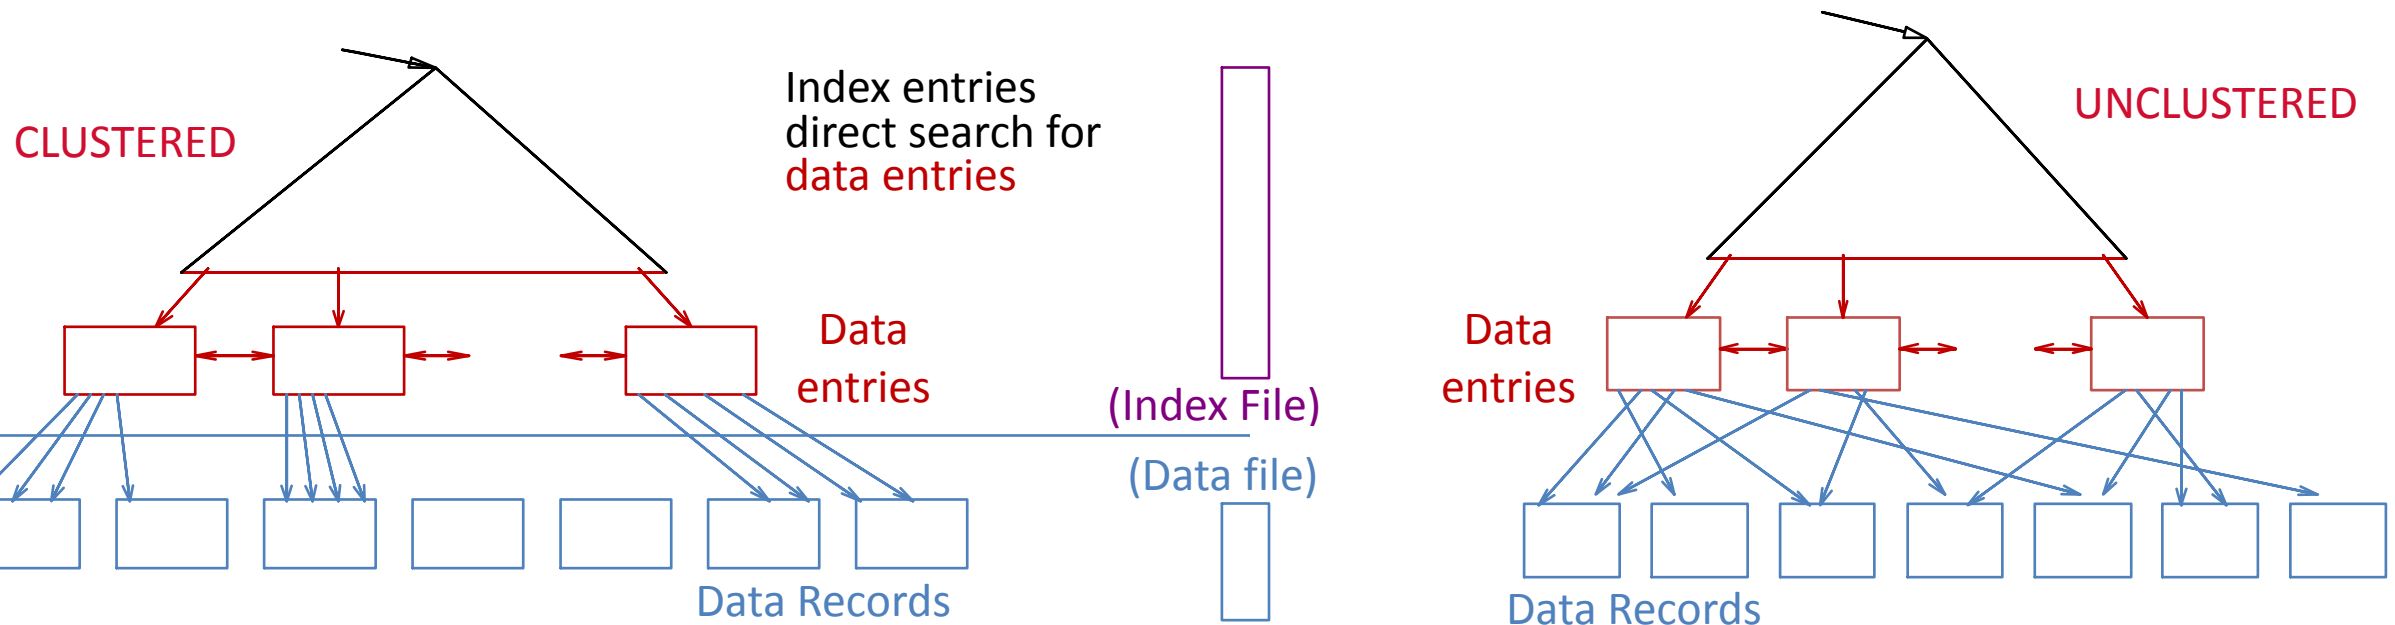 CLUSTERED
Index entries
direct search for
data entries
UNCLUSTERED
Data
entries
(Index File)
(Data file)
Data
entries
Data Records
Data Records